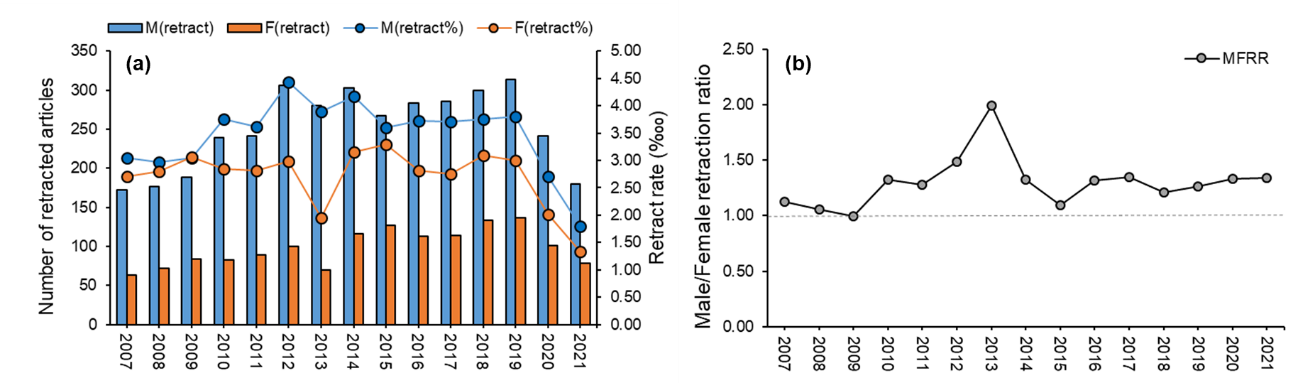 M(retract) F(retract) M(retract%) F(retract%)
(a)
Number of retracted articles
350
300
250
200
150
100
50
0
5.00
4.50
4.00
3.50
3.00
2.50
2.00
1.50
1.00
0.50
0.00
Retract rate (‱)
2007 2008 2009 2010 2011 2012 2013 2014 2015 2016 2017 2018 2019 2020 2021
(b)
MFRR
Male/Female retraction ratio
2.50
2.00
1.50
1.00
0.50
0.00
2007 2008 2009 2010 2011 2012 2013 2014 2015 2016 2017 2018 2019 2020 2021